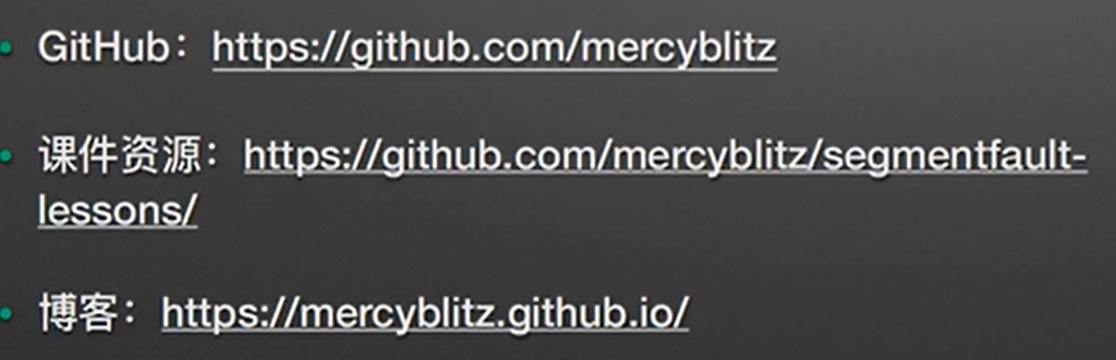 GitHub：https://github.com/mercyblitz
课件资源：https://github.com/mercyblitz/segmentfault-
lessons/
博客：https://mercyblitz.github.io/